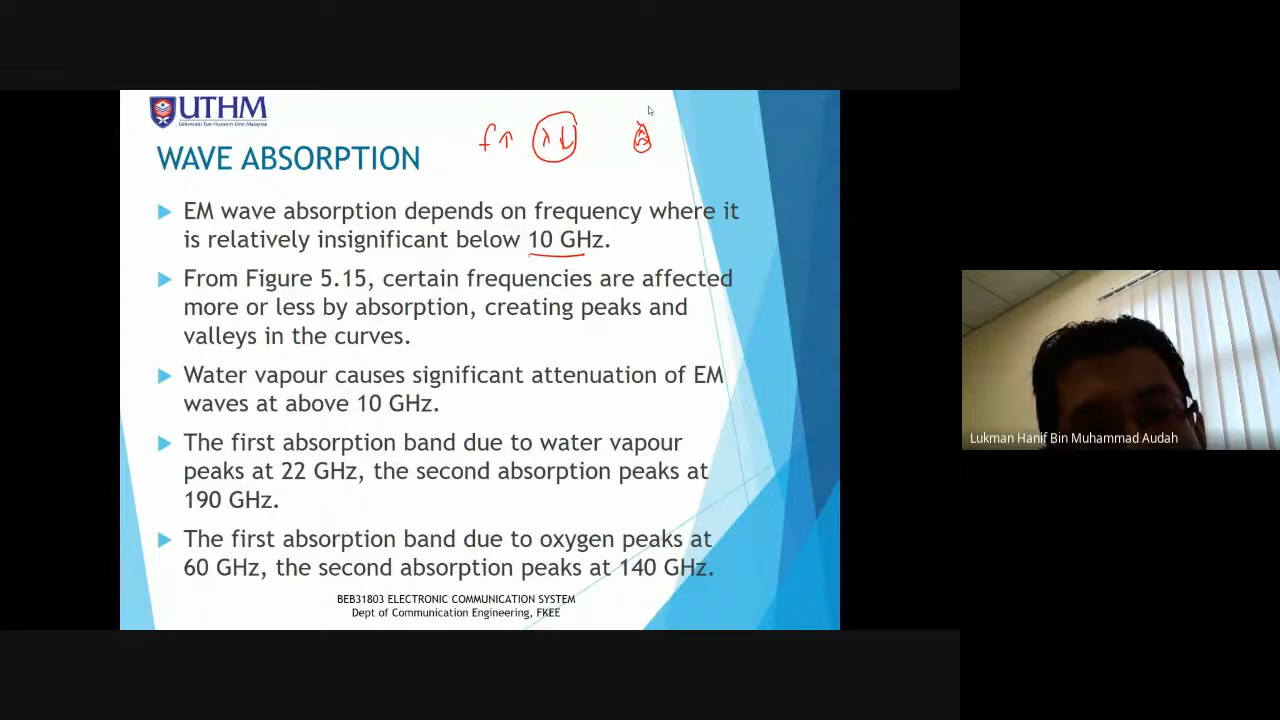 UTHM
Universiti Tun Hussein Onn Malaysia
f↑ λ↓
WAVE ABSORPTION
EM wave absorption depends on frequency where it
is relatively insignificant below 10 GHz.
From Figure 5.15, certain frequencies are affected
more or less by absorption, creating peaks and
valleys in the curves.
Water vapour causes significant attenuation of EM
waves at above 10 GHz.
The first absorption band due to water vapour
peaks at 22 GHz, the second absorption peaks at
190 GHz.
The first absorption band due to oxygen peaks at
60 GHz, the second absorption peaks at 140 GHz.
BEB31803 ELECTRONIC COMMUNICATION SYSTEM
Dept of Communication Engineering, FKEE
Lukman Hanif Bin Muhammad Audah